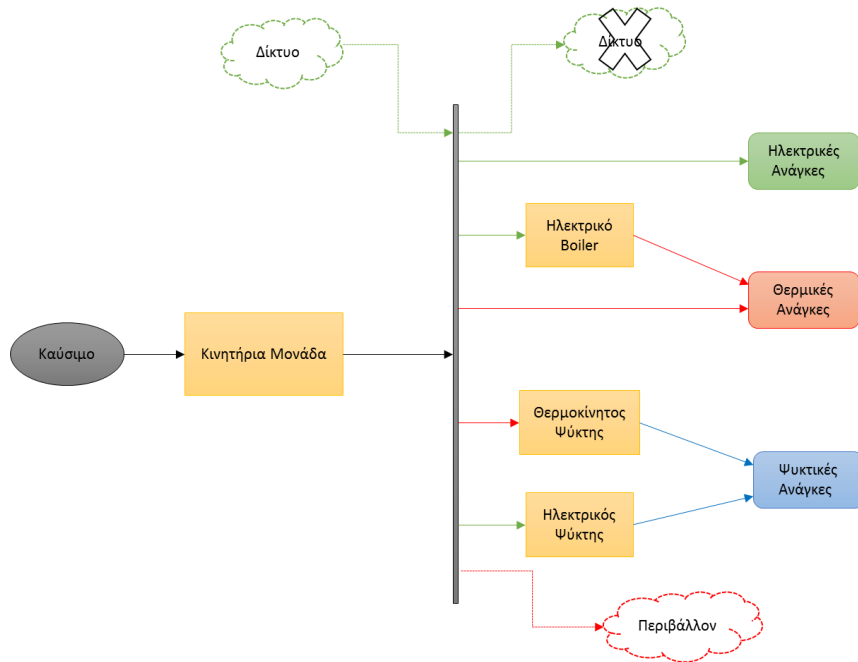 Δίκτυο
Δίκτυο
Ηλεκτρικές
Ανάγκες
Ηλεκτρικό
Boiler
Θερμικές
Ανάγκες
Καύσιμο
Κινητήρια Μονάδα
Θερμοκίνητος
Ψύκτης
Ψυκτικές
Ανάγκες
Ηλεκτρικός
Ψύκτης
Περιβάλλον